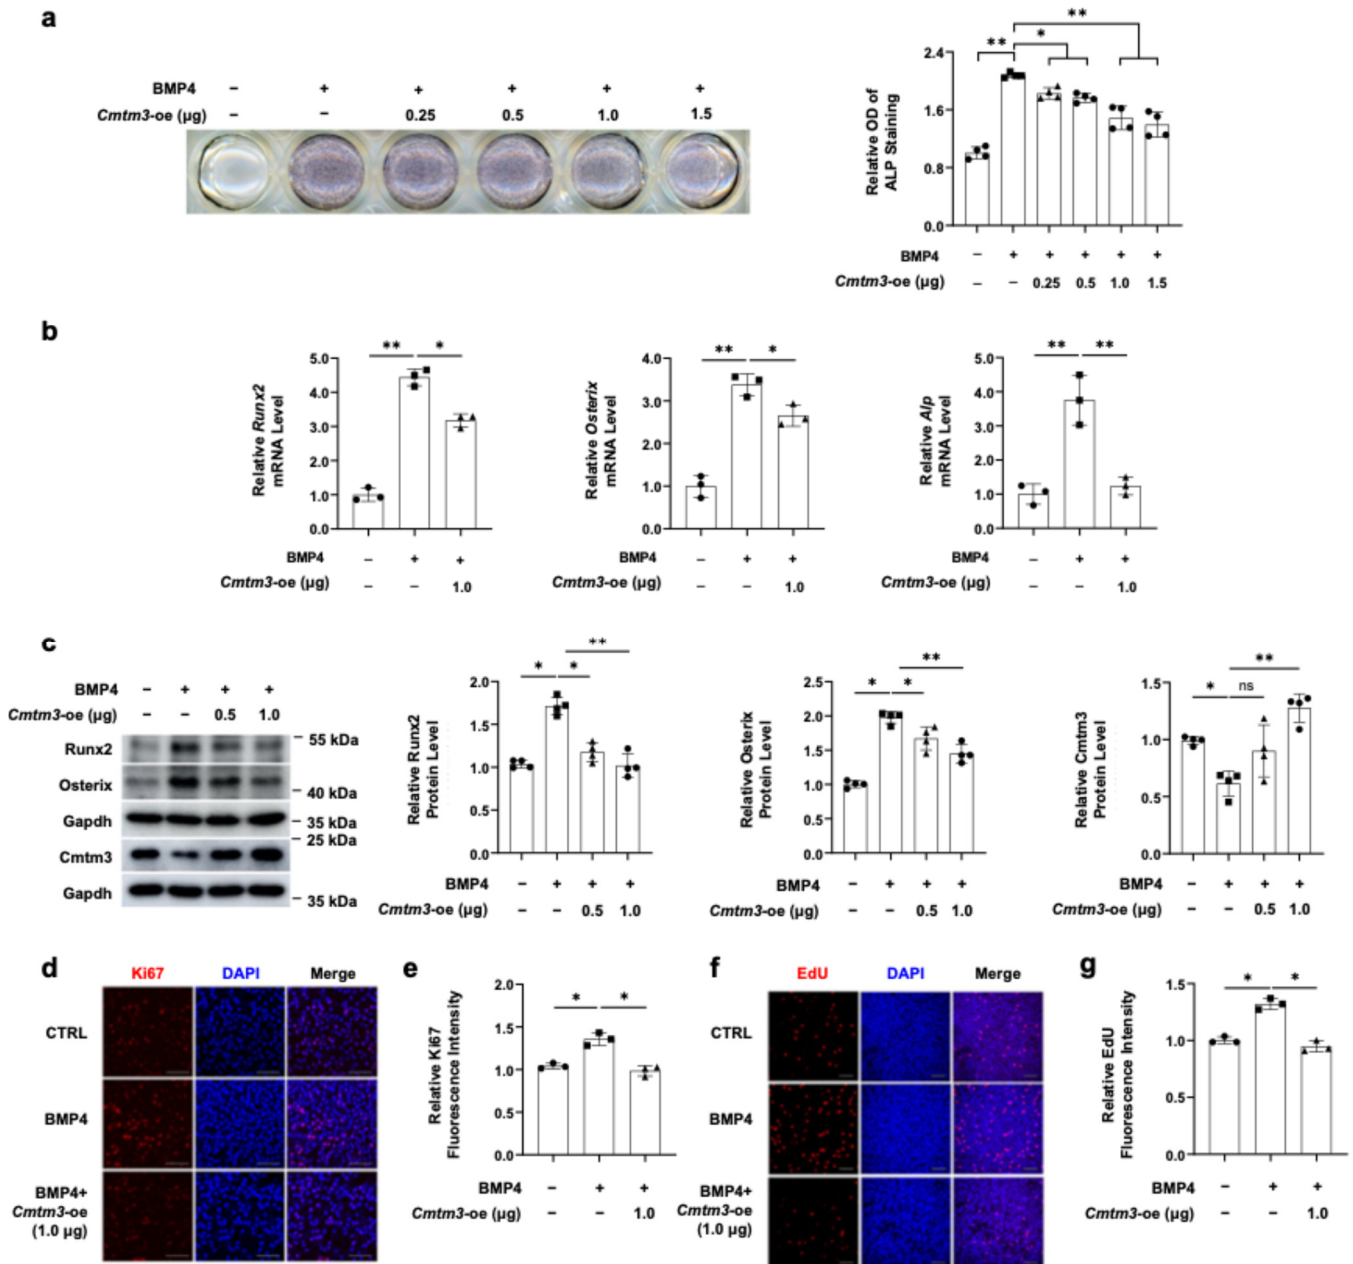 a
BMP4 – + + + + +
Cmtm3-oe (µg) – – 0.25 0.5 1.0 1.5
Relative OD of
ALP Staining
2.4
1.6
0.8
0.0
** * **
BMP4 – + + + + +
Cmtm3-oe (µg) – – 0.25 0.5 1.0 1.5
b
Relative Runx2
mRNA Level
5.0
4.0
3.0
2.0
1.0
0.0
** *
BMP4 – + +
Cmtm3-oe (µg) – – 1.0
Relative Osterix
mRNA Level
4.0
3.0
2.0
1.0
0.0
** *
BMP4 – + +
Cmtm3-oe (µg) – – 1.0
Relative Alp
mRNA Level
5.0
4.0
3.0
2.0
1.0
0.0
** **
BMP4 – + +
Cmtm3-oe (µg) – – 1.0
c
BMP4 – + + +
Cmtm3-oe (µg) – – 0.5 1.0
Runx2
55 kDa
Osterix
40 kDa
Gapdh
35 kDa
25 kDa
Cmtm3
Gapdh
35 kDa
Relative Runx2
Protein Level
2.0
1.5
1.0
0.5
0.0
**
* *
BMP4 – + + +
Cmtm3-oe (µg) – – 0.5 1.0
Relative Osterix
Protein Level
2.5
2.0
1.5
1.0
0.5
0.0
**
* *
BMP4 – + + +
Cmtm3-oe (µg) – – 0.5 1.0
Relative Cmtm3
Protein Level
1.5
1.0
0.5
0.0
**
* ns
BMP4 – + + +
Cmtm3-oe (µg) – – 0.5 1.0
d
Ki67 DAPI Merge
CTRL
BMP4
BMP4+
Cmtm3-oe
(1.0 µg)
e
Relative Ki67
Fluorescence Intensity
2.0
1.5
1.0
0.5
0.0
* *
BMP4 – + +
Cmtm3-oe (µg) – – 1.0
f
EdU DAPI Merge
CTRL
BMP4
BMP4+
Cmtm3-oe
(1.0 µg)
g
Relative EdU
Fluorescence Intensity
1.5
1.0
0.5
0.0
* *
BMP4 – + +
Cmtm3-oe (µg) – – 1.0